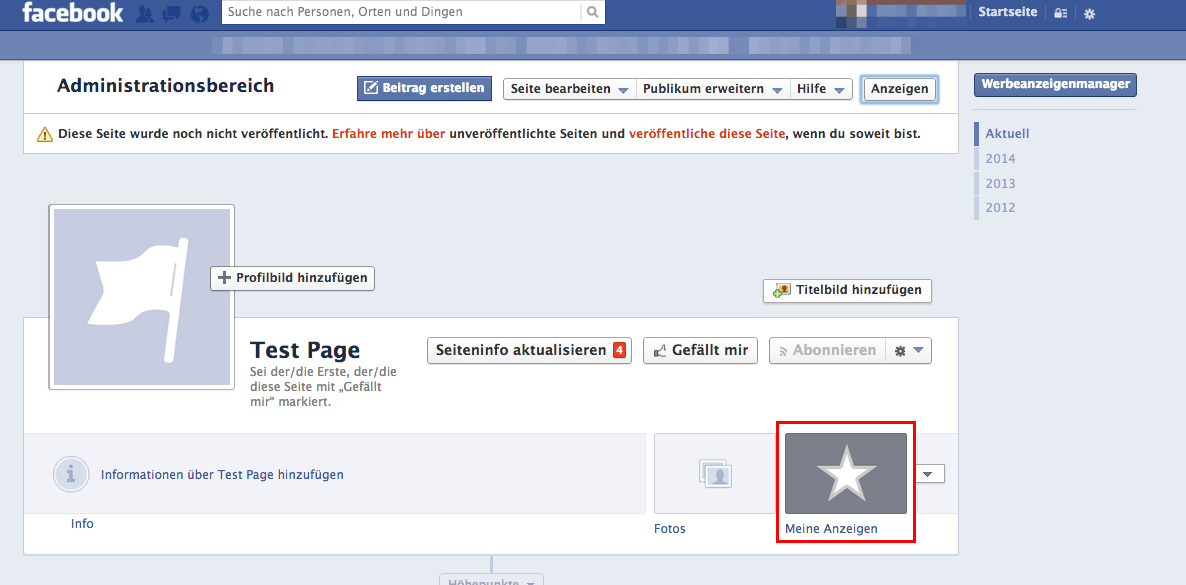 facebook
Suche nach Personen, Orten und Dingen
Startseite
Administrationsbereich
Beitrag erstellen
Seite bearbeiten
Publikum erweitern
Hilfe
Anzeigen
Werbeanzeigenmanager
Diese Seite wurde noch nicht veröffentlicht. Erfahre mehr über unveröffentlichte Seiten und veröffentliche diese Seite, wenn du soweit bist.
Aktuell
2014
2013
2012
Profilbild hinzufügen
Titelbild hinzufügen
Test Page
Seiteninfo aktualisieren 4
Gefällt mir
Abonnieren
Sei der/die Erste, der/die
diese Seite mit „Gefällt
mir“ markiert.
Informationen über Test Page hinzufügen
Info
Fotos
Meine Anzeigen
Höhepunkte